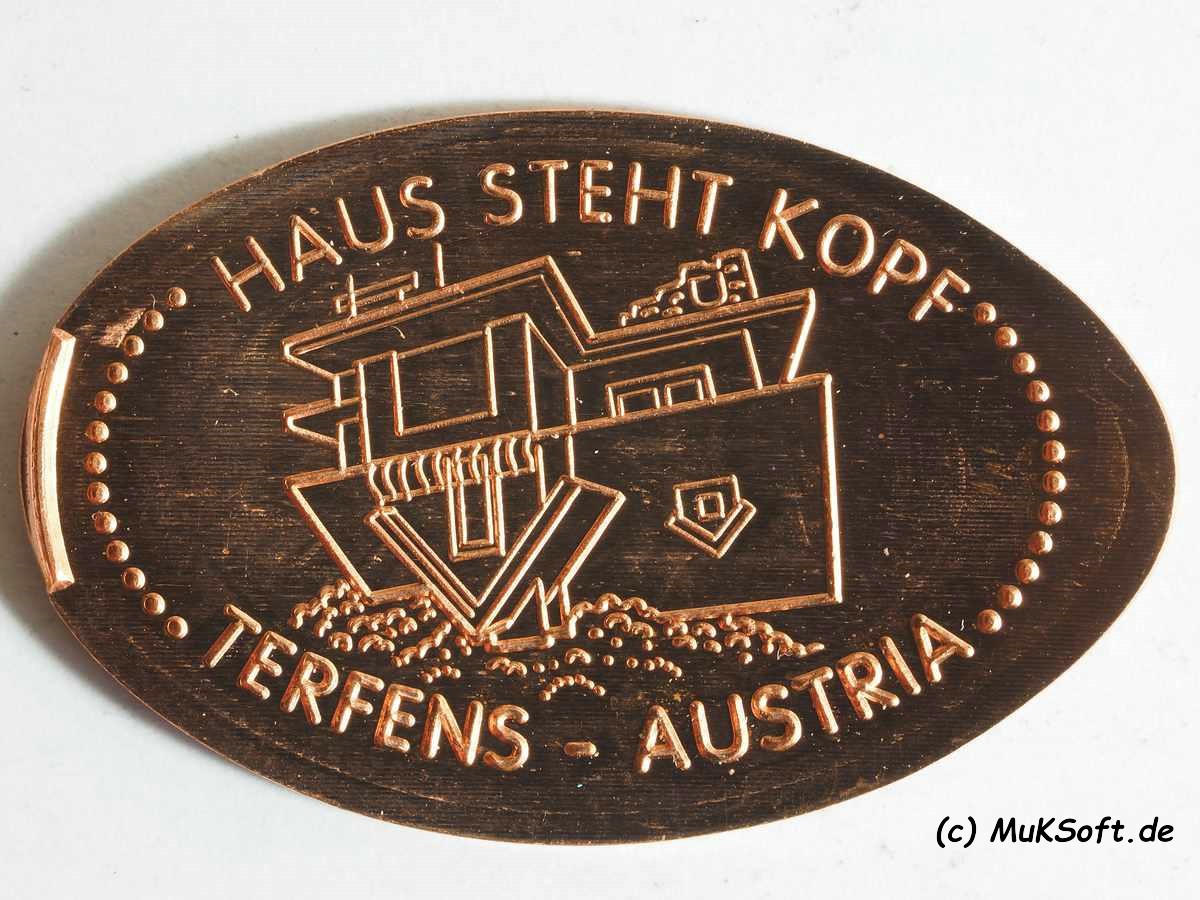 HAUS STEHT KOPF
TERFENS - AUSTRIA
(c) MuKSoft.de